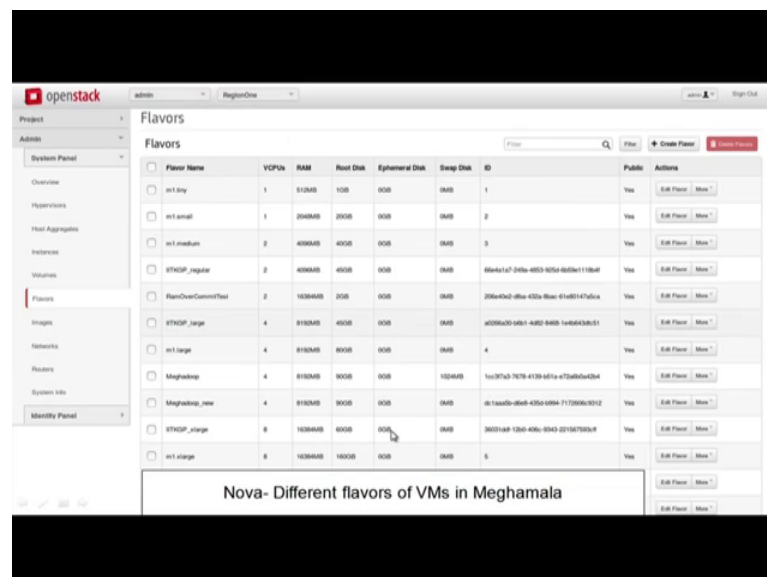 openstack admin RegionOne admin Sign Out
Project
Admin
System Panel
Overview
Hypervisors
Host Aggregates
Instances
Volumes
Flavors
Images
Networks
Routers
System Info
Identity Panel
Flavors
Flavors Filter Filter + Create Flavor Delete Flavors
Flavor Name VCPUs RAM Root Disk Ephemeral Disk Swap Disk ID Public Actions
m1.tiny 1 512MB 1GB 0GB 0MB 1 Yes Edit Flavor More
m1.small 1 2048MB 20GB 0GB 0MB 2 Yes Edit Flavor More
m1.medium 2 4096MB 40GB 0GB 0MB 3 Yes Edit Flavor More
IITKGP_regular 2 4096MB 45GB 0GB 0MB Yes Edit Flavor More
RamOverCommitTest 2 16384MB 2GB 0GB 0MB Yes Edit Flavor More
IITKGP_large 4 8192MB 45GB 0GB 0MB Yes Edit Flavor More
m1.large 4 8192MB 80GB 0GB 0MB 4 Yes Edit Flavor More
Meghadoop 4 8192MB 90GB 0GB 1024MB Yes Edit Flavor More
Meghadoop_new 4 8192MB 90GB 0GB 0MB Yes Edit Flavor More
IITKGP_xlarge 8 16384MB 60GB 0GB 0MB Yes Edit Flavor More
m1.xlarge 8 16384MB 160GB 0GB 0MB 5 Yes Edit Flavor More
Edit Flavor More
Edit Flavor More
Nova- Different flavors of VMs in Meghamala